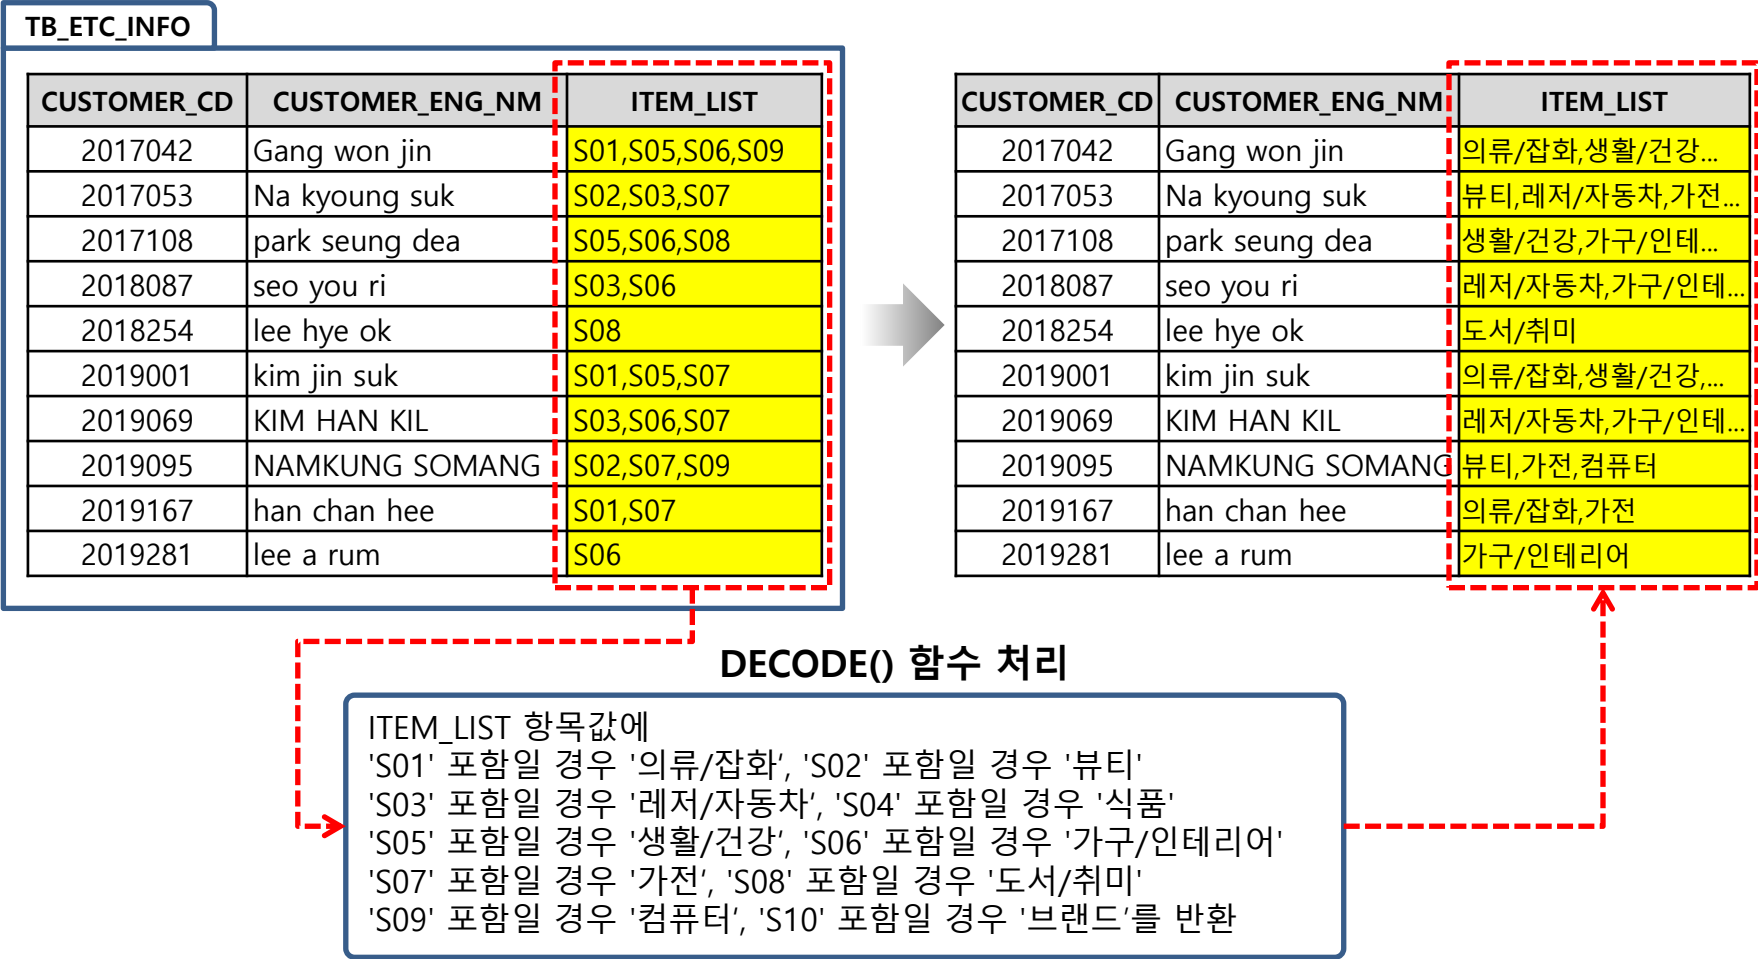 TB_ETC_INFO
CUSTOMER_CD CUSTOMER_ENG_NM ITEM_LIST
2017042 Gang won jin S01,S05,S06,S09
2017053 Na kyoung suk S02,S03,S07
2017108 park seung dea S05,S06,S08
2018087 seo you ri S03,S06
2018254 lee hye ok S08
2019001 kim jin suk S01,S05,S07
2019069 KIM HAN KIL S03,S06,S07
2019095 NAMKUNG SOMANG S02,S07,S09
2019167 han chan hee S01,S07
2019281 lee a rum S06
CUSTOMER_CD CUSTOMER_ENG_NM ITEM_LIST
2017042 Gang won jin 의류/잡화,생활/건강...
2017053 Na kyoung suk 뷰티,레저/자동차,가전...
2017108 park seung dea 생활/건강,가구/인테...
2018087 seo you ri 레저/자동차,가구/인테...
2018254 lee hye ok 도서/취미
2019001 kim jin suk 의류/잡화,생활/건강,...
2019069 KIM HAN KIL 레저/자동차,가구/인테...
2019095 NAMKUNG SOMANG 뷰티,가전,컴퓨터
2019167 han chan hee 의류/잡화,가전
2019281 lee a rum 가구/인테리어
DECODE() 함수 처리
ITEM_LIST 항목값에
'S01' 포함일 경우 '의류/잡화', 'S02' 포함일 경우 '뷰티'
'S03' 포함일 경우 '레저/자동차', 'S04' 포함일 경우 '식품'
'S05' 포함일 경우 '생활/건강', 'S06' 포함일 경우 '가구/인테리어'
'S07' 포함일 경우 '가전', 'S08' 포함일 경우 '도서/취미'
'S09' 포함일 경우 '컴퓨터', 'S10' 포함일 경우 '브랜드'를 반환